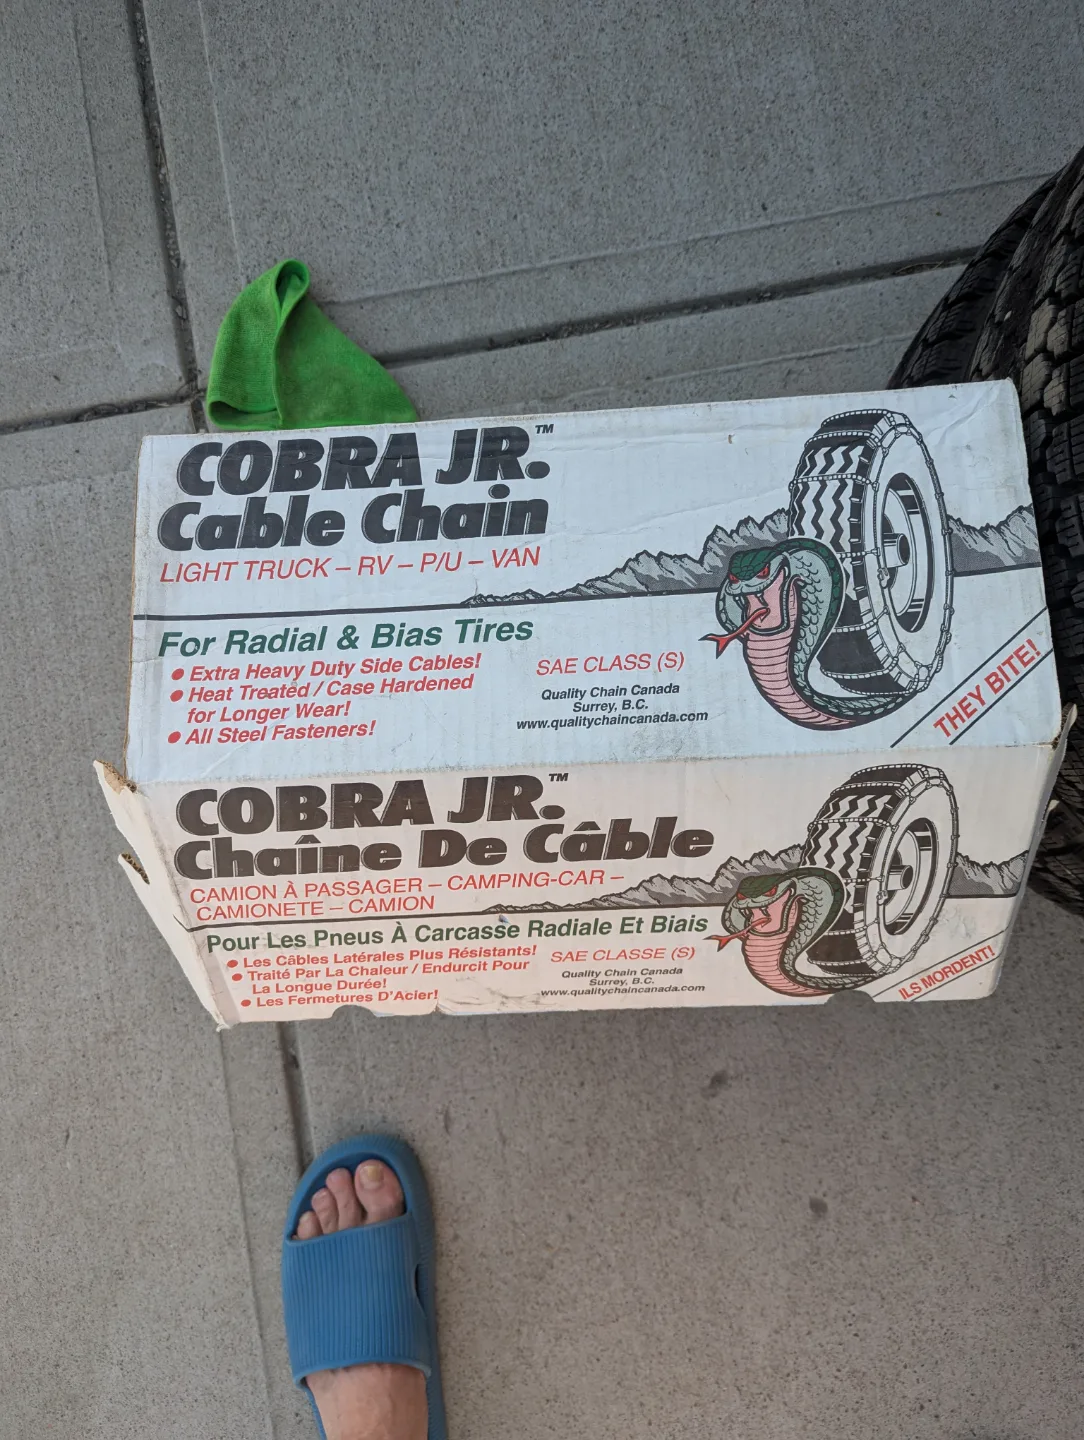 COBRA JR.™
Cable Chain
LIGHT TRUCK – RV – P/U – VAN
For Radial & Bias Tires
● Extra Heavy Duty Side Cables!
● Heat Treated / Case Hardened
for Longer Wear!
● All Steel Fasteners!
SAE CLASS (S)
Quality Chain Canada
Surrey, B.C.
www.qualitychaincanada.com
THEY BITE!
COBRA JR.™
Chaîne De Câble
CAMION À PASSAGER – CAMPING-CAR –
CAMIONETE – CAMION
Pour Les Pneus À Carcasse Radiale Et Biais
● Les Câbles Latérales Plus Résistants!
● Traité Par La Chaleur / Endurcit Pour
La Longue Durée!
● Les Fermetures D'Acier!
SAE CLASSE (S)
Quality Chain Canada
Surrey, B.C.
www.qualitychaincanada.com
ILS MORDENT!